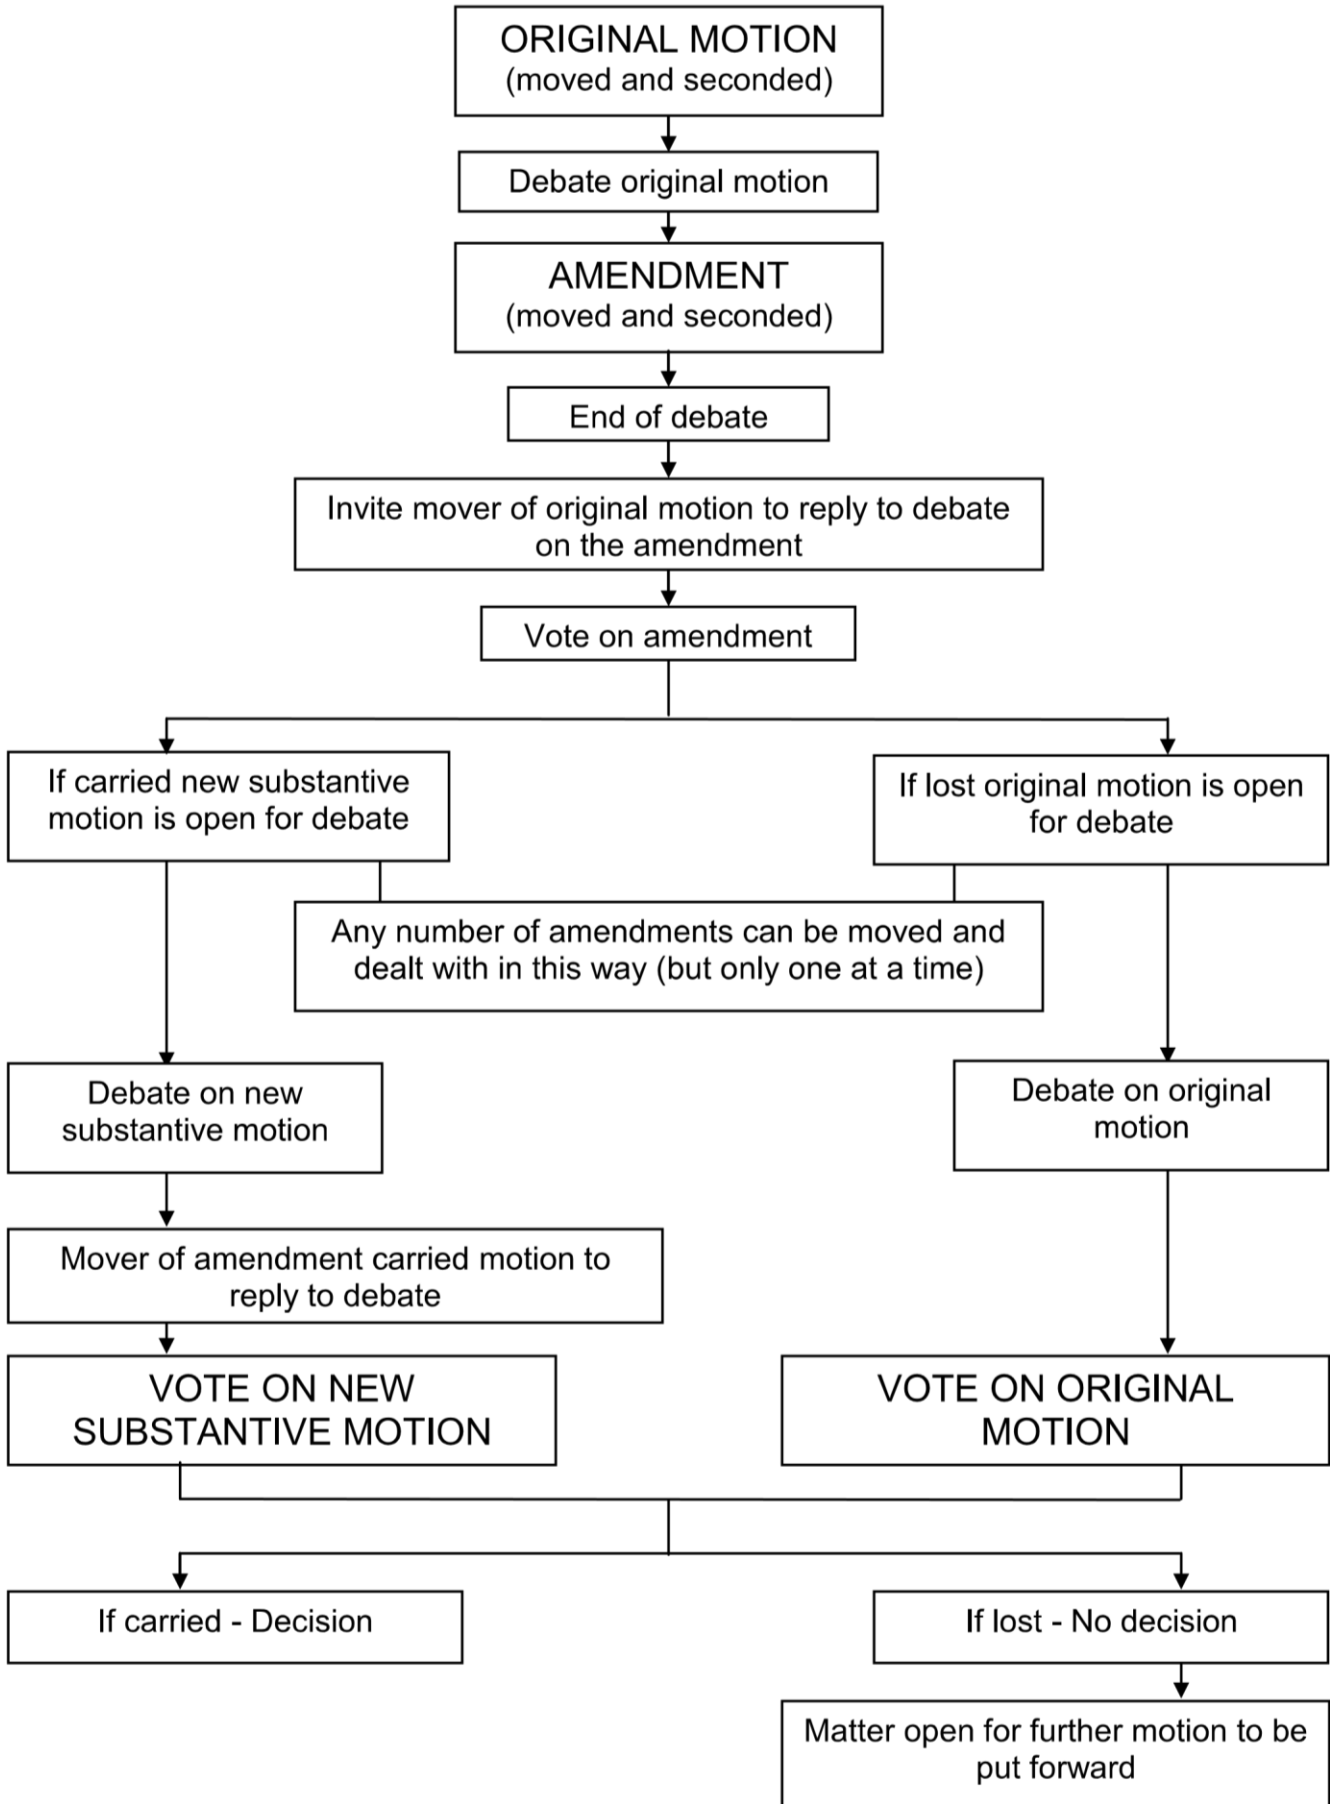 ORIGINAL MOTION
(moved and seconded)
Debate original motion
AMENDMENT
(moved and seconded)
End of debate
Invite mover of original motion to reply to debate
on the amendment
Vote on amendment
If carried new substantive
motion is open for debate
If lost original motion is open
for debate
Any number of amendments can be moved and
dealt with in this way (but only one at a time)
Debate on new
substantive motion
Debate on original
motion
Mover of amendment carried motion to
reply to debate
VOTE ON NEW
SUBSTANTIVE MOTION
VOTE ON ORIGINAL
MOTION
If carried - Decision
If lost - No decision
Matter open for further motion to be
put forward